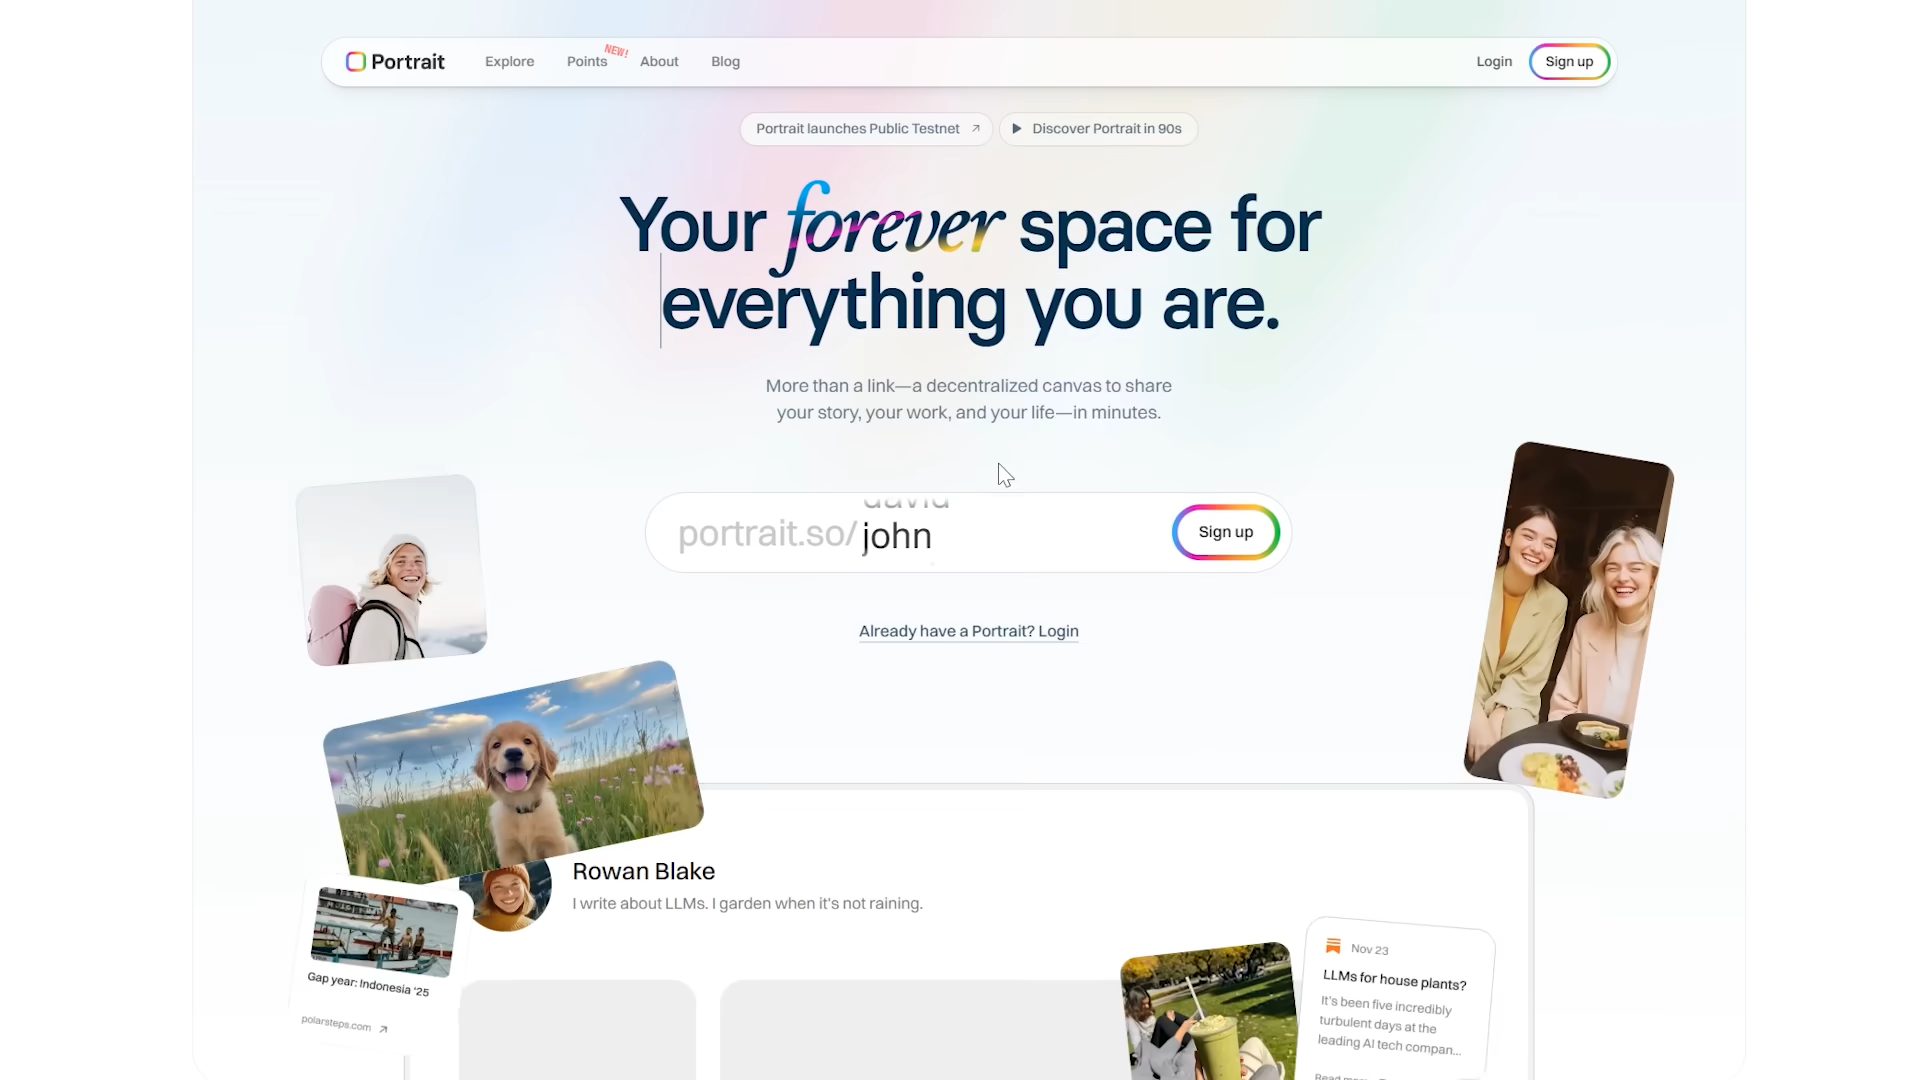 Portrait
Explore
Points
NEW!
About
Blog
Login
Sign up
Portrait launches Public Testnet
Discover Portrait in 90s
Your forever space for
everything you are.
More than a link—a decentralized canvas to share
your story, your work, and your life—in minutes.
david
portrait.so/john
Sign up
Already have a Portrait? Login
Rowan Blake
I write about LLMs. I garden when it's not raining.
Gap year: Indonesia '25
polarsteps.com
Nov 23
LLMs for house plants?
It's been five incredibly
turbulent days at the
leading AI tech compan...